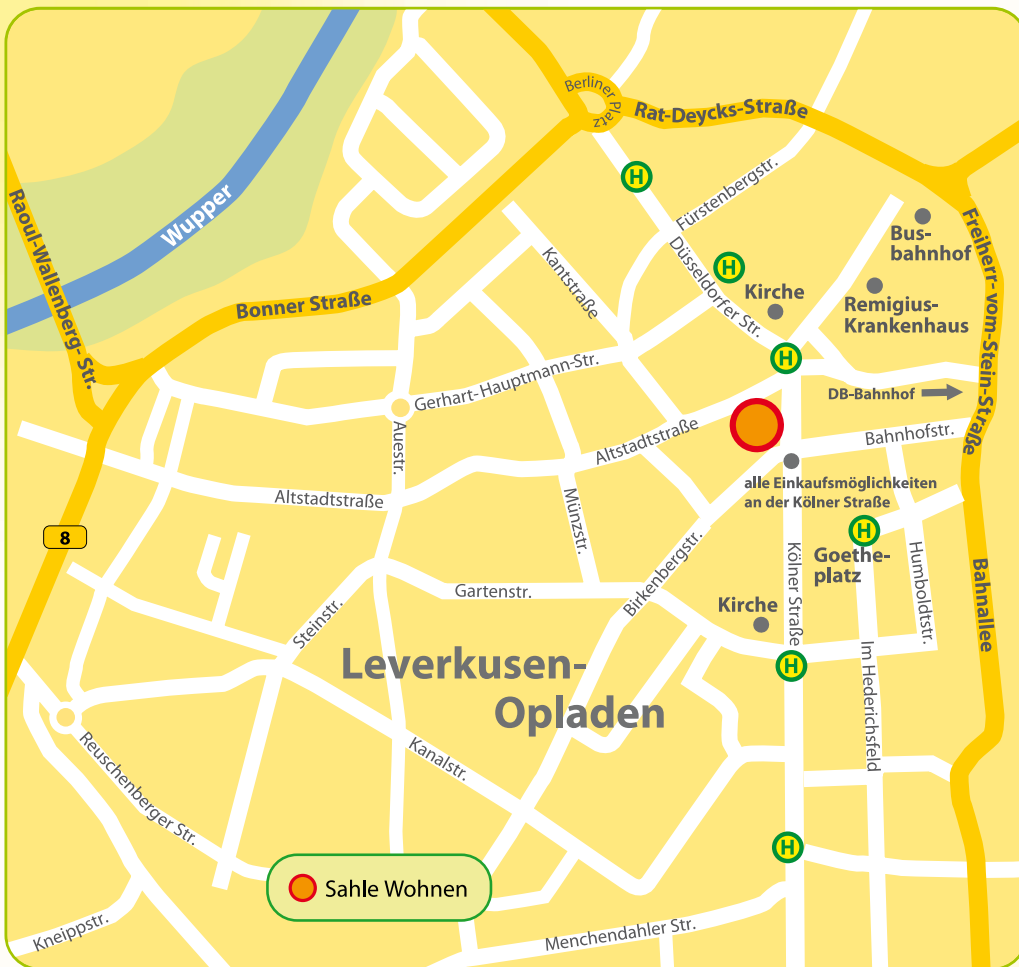 Berliner
Platz
Rat-Deycks-Straße
Raoul-Wallenberg- Str.
Wupper
Bonner Straße
H
Fürstenbergstr.
Freiherr- vom-Stein-Straße
Bus-
bahnhof
Kantstraße
Düsseldorfer Str.
H
Kirche
Remigius-
Krankenhaus
H
Gerhart-Hauptmann-Str.
DB-Bahnhof
Auestr.
Altstadtstraße
Bahnhofstr.
alle Einkaufsmöglichkeiten
an der Kölner Straße
Altstadtstraße
Münzstr.
8
H
Goethe-
platz
Kölner Straße
Humboldtstr.
Bahnallee
Gartenstr.
Birkenbergstr.
Steinstr.
Kirche
H
Im Hederichsfeld
Leverkusen-
Opladen
Kanalstr.
Reuschenberger Str.
H
Sahle Wohnen
Kneippstr.
Menchendahler Str.